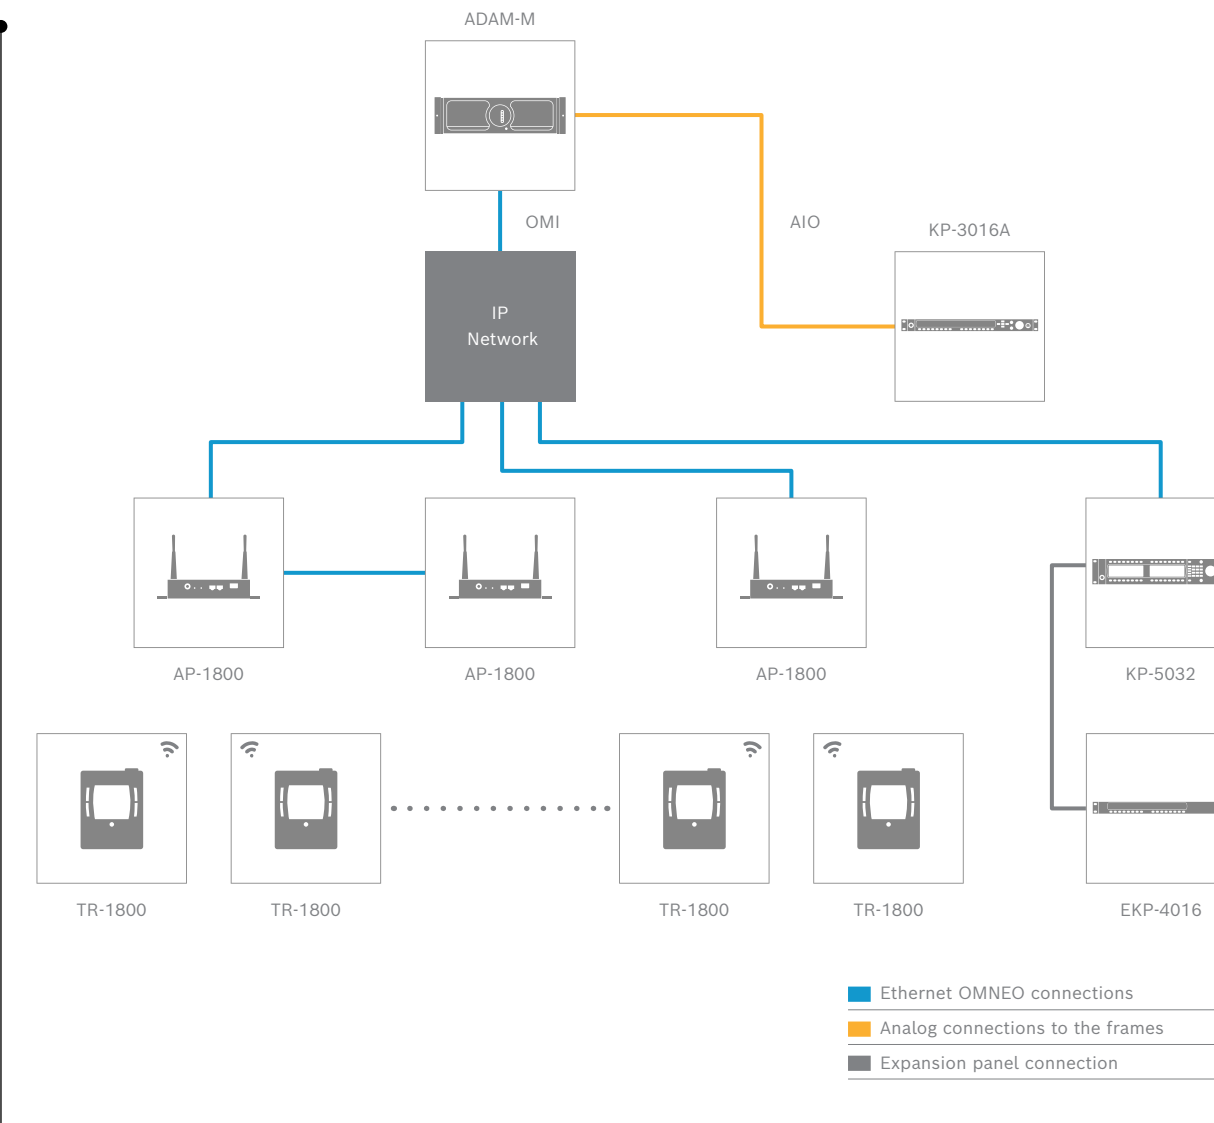 ADAM-M
OMI
AIO
KP-3016A
IP
Network
AP-1800
AP-1800
AP-1800
KP-5032
TR-1800
TR-1800
TR-1800
TR-1800
EKP-4016
Ethernet OMNEO connections
Analog connections to the frames
Expansion panel connection